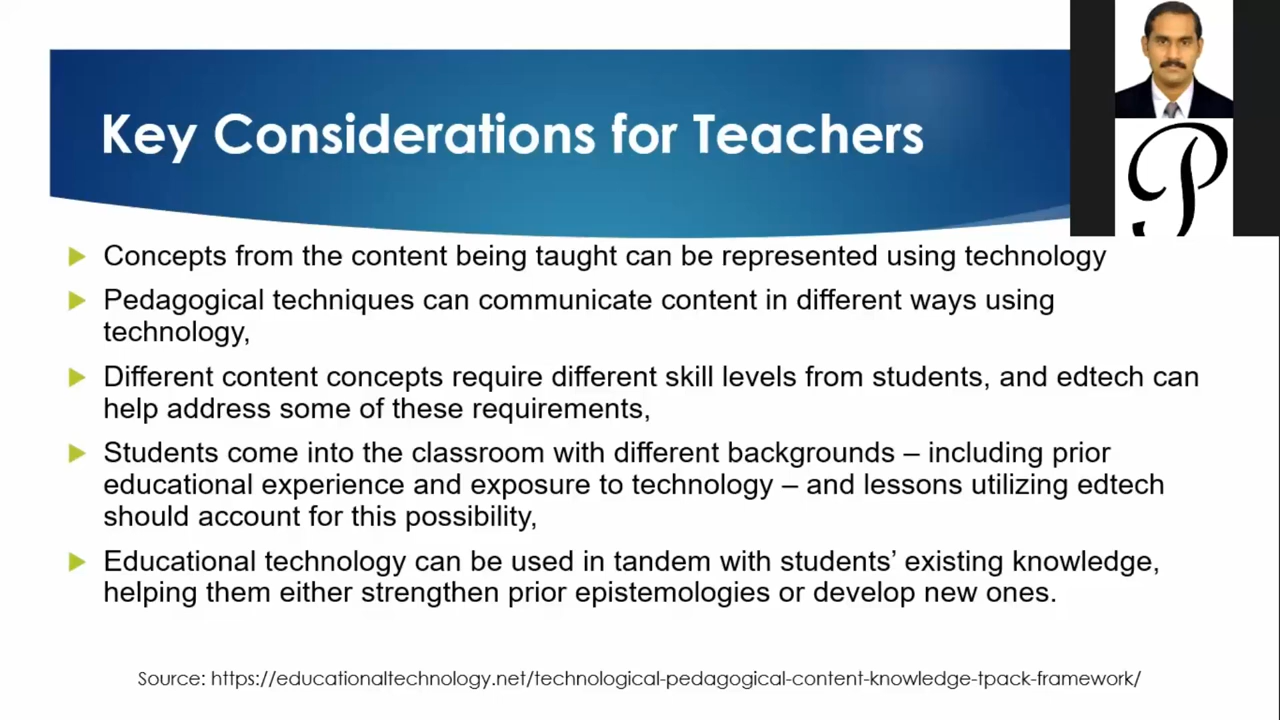 Key Considerations for Teachers
P
Concepts from the content being taught can be represented using technology
Pedagogical techniques can communicate content in different ways using
technology,
Different content concepts require different skill levels from students, and edtech can
help address some of these requirements,
Students come into the classroom with different backgrounds – including prior
educational experience and exposure to technology – and lessons utilizing edtech
should account for this possibility,
Educational technology can be used in tandem with students’ existing knowledge,
helping them either strengthen prior epistemologies or develop new ones.
Source: https://educationaltechnology.net/technological-pedagogical-content-knowledge-tpack-framework/